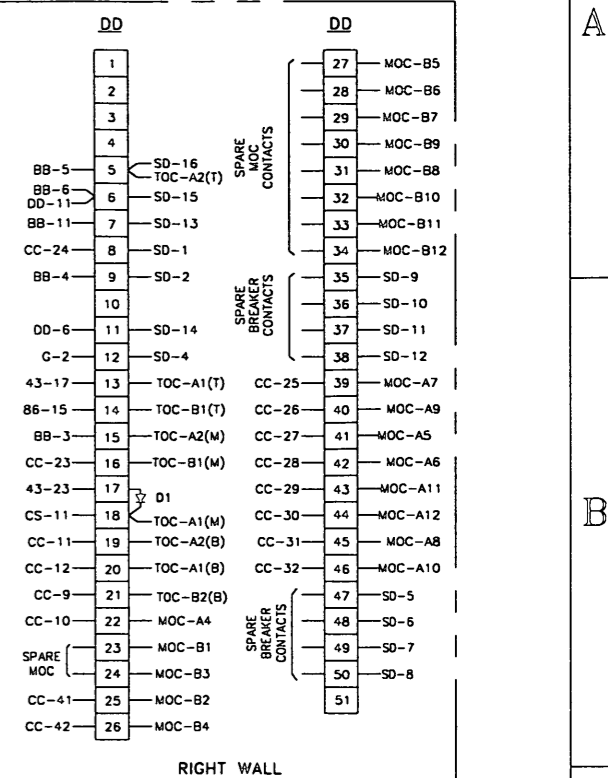 DD
1
2
3
4
BB-5 5 SD-16
TOC-A2(T)
BB-6
DD-11 6 SD-15
BB-11 7 SD-13
CC-24 8 SD-1
BB-4 9 SD-2
10
DD-6 11 SD-14
G-2 12 SD-4
43-17 13 TOC-A1(T)
86-15 14 TOC-B1(T)
BB-3 15 TOC-A2(M)
CC-23 16 TOC-B1(M)
43-23 17 D1
CS-11 18 TOC-A1(M)
CC-11 19 TOC-A2(B)
CC-12 20 TOC-A1(B)
CC-9 21 TOC-B2(B)
CC-10 22 MOC-A4
SPARE
MOC
23 MOC-B1
24 MOC-B3
CC-41 25 MOC-B2
CC-42 26 MOC-B4
DD
SPARE
MOC
CONTACTS
27 MOC-B5
28 MOC-B6
29 MOC-B7
30 MOC-B9
31 MOC-B8
32 MOC-B10
33 MOC-B11
34 MOC-B12
SPARE
BREAKER
CONTACTS
35 SD-9
36 SD-10
37 SD-11
38 SD-12
CC-25 39 MOC-A7
CC-26 40 MOC-A9
CC-27 41 MOC-A5
CC-28 42 MOC-A6
CC-29 43 MOC-A11
CC-30 44 MOC-A12
CC-31 45 MOC-A8
CC-32 46 MOC-A10
SPARE
BREAKER
CONTACTS
47 SD-5
48 SD-6
49 SD-7
50 SD-8
51
RIGHT WALL
A
B